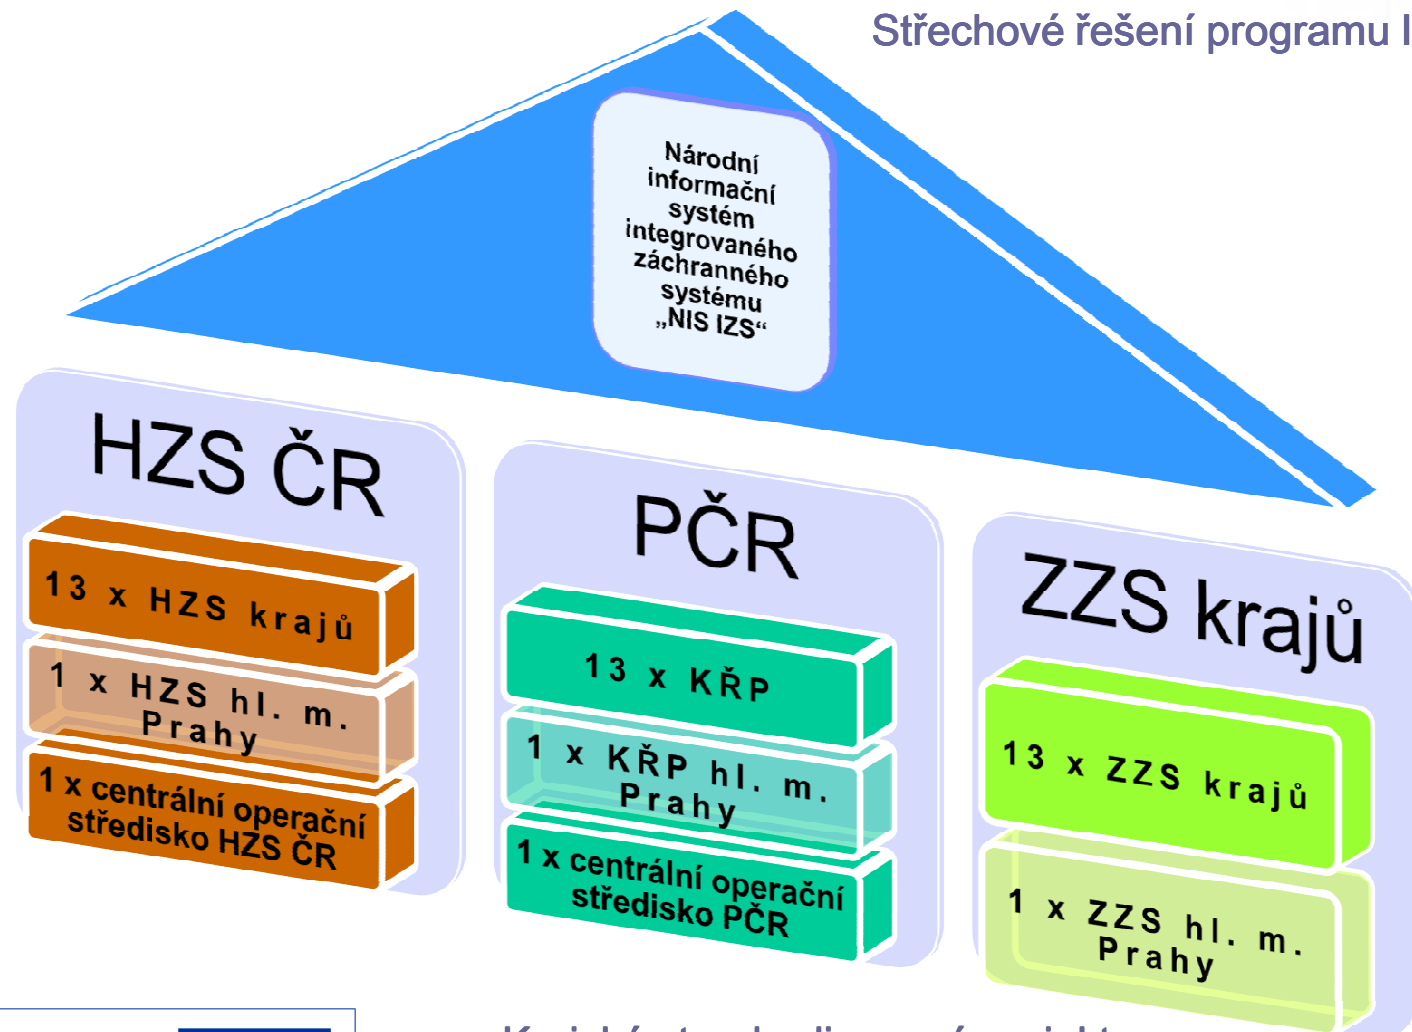 Střechové řešení programu I
Národní
informační
systém
integrovaného
záchranného
systému
„NIS IZS“
HZS ČR
13 x HZS krajů
1 x HZS hl. m.
Prahy
1 x centrální operační
středisko HZS ČR
PČR
13 x KŘP
1 x KŘP hl. m.
Prahy
1 x centrální operační
středisko PČR
ZZS krajů
13 x ZZS krajů
1 x ZZS hl. m.
Prahy